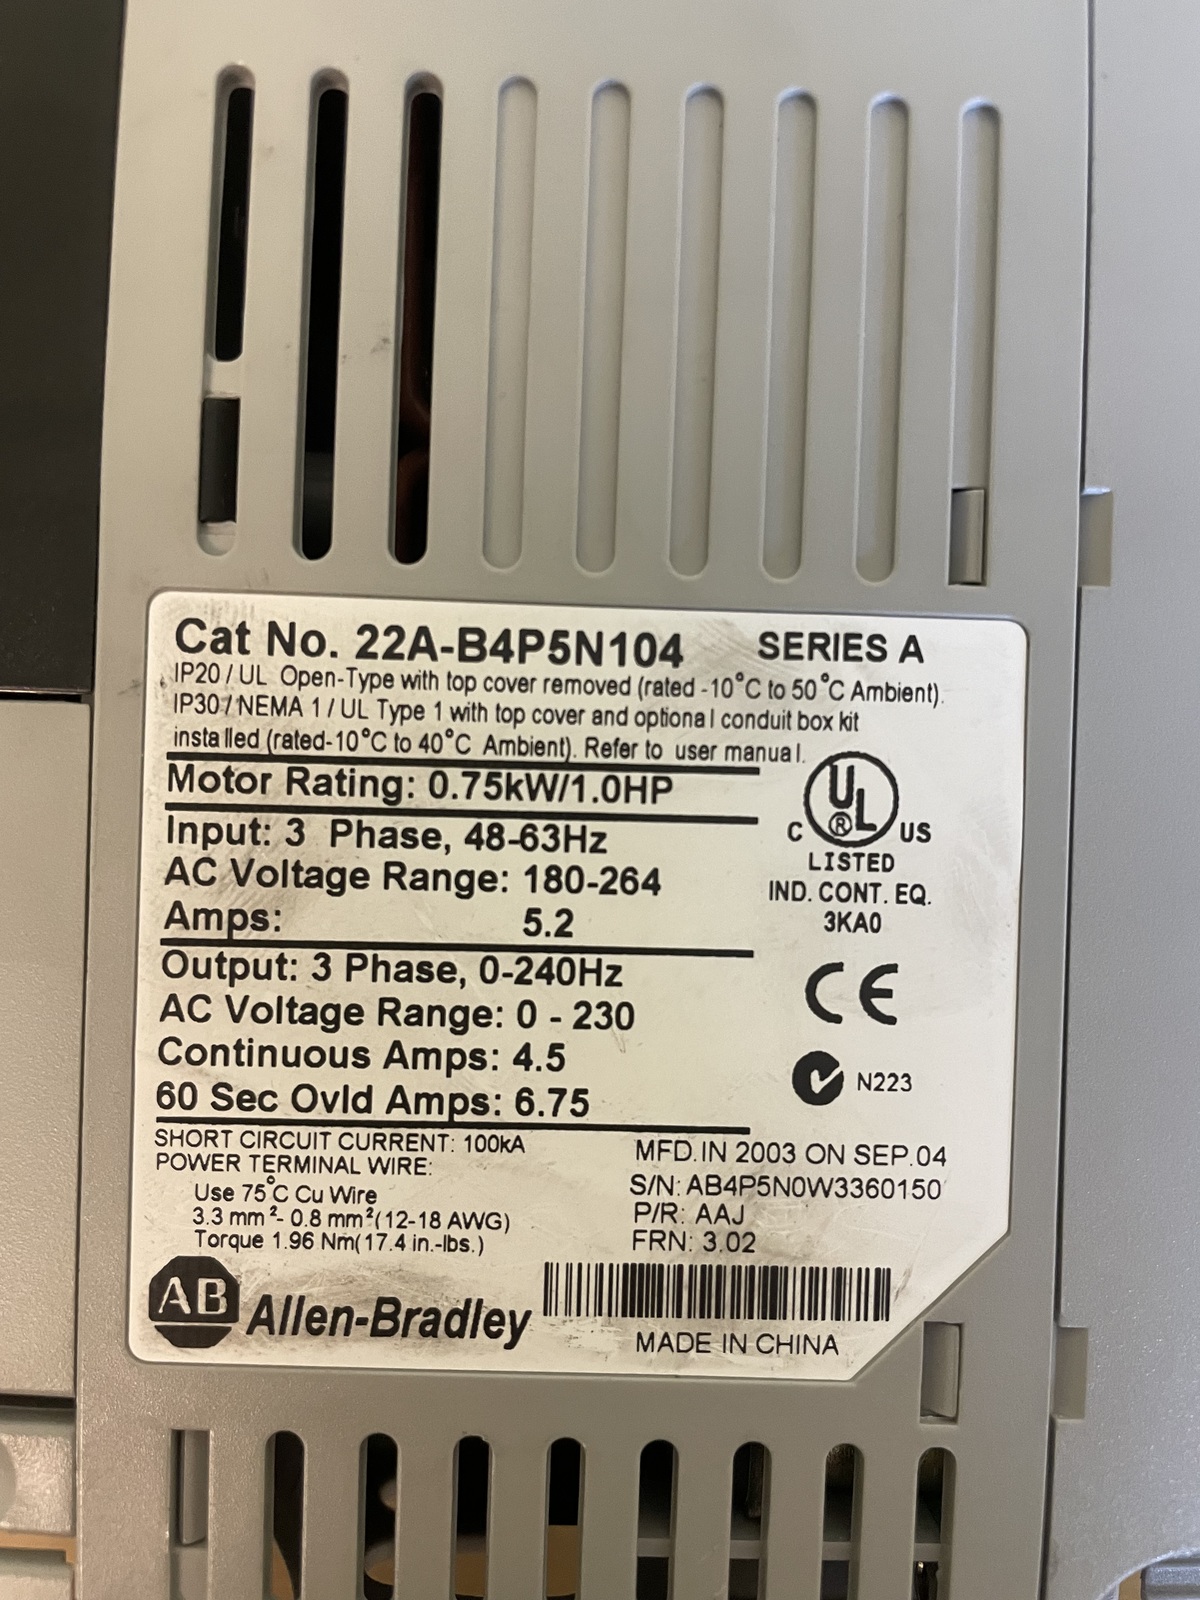 Cat No. 22A-B4P5N104 SERIES A
IP20 / UL Open-Type with top cover removed (rated -10°C to 50°C Ambient).
IP30 / NEMA 1 / UL Type 1 with top cover and optional conduit box kit
installed (rated-10°C to 40°C Ambient). Refer to user manual.
Motor Rating: 0.75kW/1.0HP
Input: 3 Phase, 48-63Hz
AC Voltage Range: 180-264
Amps: 5.2
Output: 3 Phase, 0-240Hz
AC Voltage Range: 0 - 230
Continuous Amps: 4.5
60 Sec Ovld Amps: 6.75
C UL ® US
LISTED
IND. CONT. EQ.
3KA0
CE
N223
SHORT CIRCUIT CURRENT: 100kA
POWER TERMINAL WIRE:
Use 75°C Cu Wire
3.3 mm²- 0.8 mm²(12-18 AWG)
Torque 1.96 Nm(17.4 in.-lbs.)
MFD. IN 2003 ON SEP.04
S/N: AB4P5N0W3360150
P/R: AAJ
FRN: 3.02
AB Allen-Bradley
MADE IN CHINA